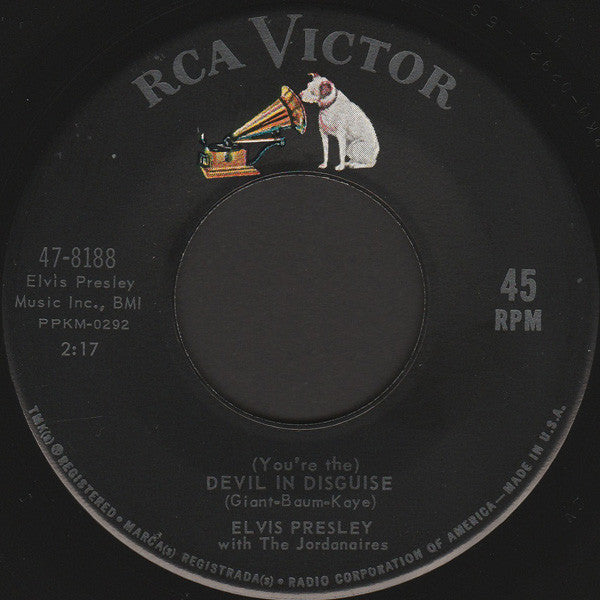 RCA VICTOR
47-8188
Elvis Presley
Music Inc., BMI
PPKM-0292
2:17
45
RPM
(You're the)
DEVIL IN DISGUISE
(Giant-Baum-Kaye)
ELVIS PRESLEY
with The Jordanaires
TMK(s) ® REGISTERED • MARCA(s) REGISTRADA(s) • RADIO CORPORATION OF AMERICA—MADE IN U.S.A.